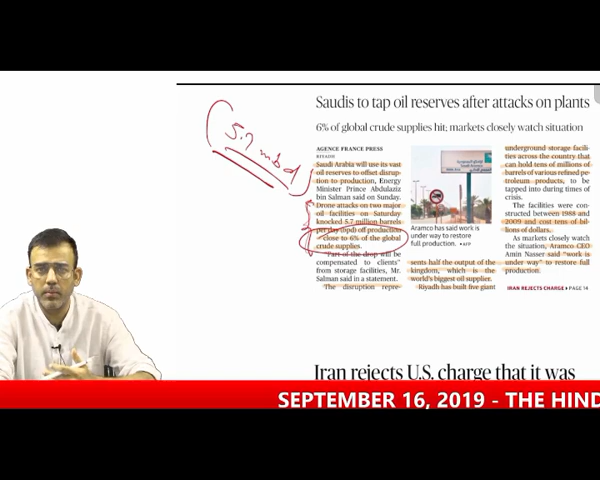 Saudis to tap oil reserves after attacks on plants
6% of global crude supplies hit; markets closely watch situation
5.7 mbd
AGENCE FRANCE PRESS
RIYADH
Saudi Arabia will use its vast
oil reserves to offset disrup-
tion to production, Energy
Minister Prince Abdulaziz
bin Salman said on Sunday.
Drone attacks on two major
oil facilities on Saturday
knocked 5.7 million barrels
per day (bpd) of production
close to 6% of the global
crude supplies.
"Part of the drop will be
compensated to clients"
from storage facilities, Mr.
Salman said in a statement.
The disruption repre-
Aramco has said work is
under way to restore
full production. • AFP
sents half the output of the
kingdom, which is the
world's biggest oil supplier.
Riyadh has built five giant
underground storage facili-
ties across the country that
can hold tens of millions of
barrels of various refined pe-
troleum products, to be
tapped into during times of
crisis.
The facilities were con-
structed between 1988 and
2009 and cost tens of bil-
lions of dollars.
As markets closely watch
the situation, Aramco CEO
Amin Nasser said "work is
under way" to restore full
production.
IRAN REJECTS CHARGE PAGE 14
Iran rejects U.S. charge that it was
SEPTEMBER 16, 2019 - THE HIND